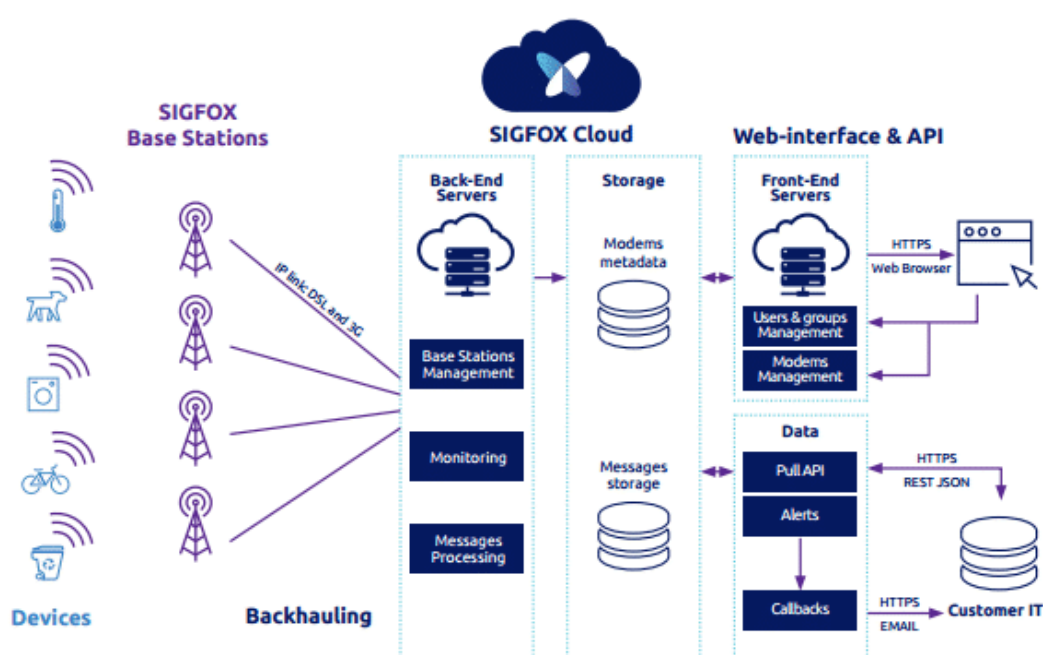 SIGFOX
Base Stations
SIGFOX Cloud
Web-interface & API
Back-End
Servers
Storage
Front-End
Servers
Modems
metadata
HTTPS
Web Browser
IP link: DSL and 3G
Users & groups
Management
Base Stations
Management
Modems
Management
Data
Monitoring
Messages
storage
Pull API
HTTPS
REST JSON
Alerts
Messages
Processing
Callbacks
HTTPS
EMAIL
Customer IT
Devices
Backhauling